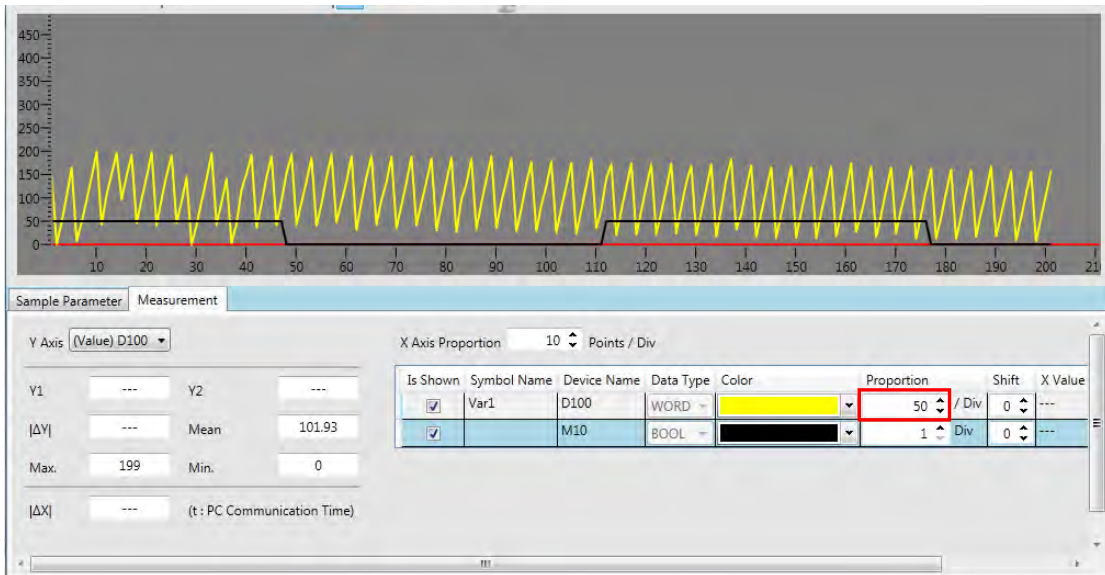 450
400
350
300
250
200
150
100
50
0
10 20 30 40 50 60 70 80 90 100 110 120 130 140 150 160 170 180 190 200 21
Sample Parameter Measurement
Y Axis (Value) D100 X Axis Proportion 10 Points / Div
Is Shown Symbol Name Device Name Data Type Color Proportion Shift X Value
Var1 D100 WORD 50 / Div 0 ---
M10 BOOL 1 Div 0 ---
Y1 --- Y2 ---
|ΔY| --- Mean 101.93
Max. 199 Min. 0
|ΔX| --- (t : PC Communication Time)